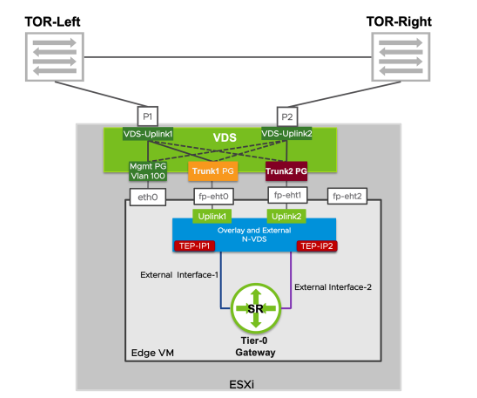 TOR-Left
TOR-Right
P1
P2
VDS-Uplink1
VDS
VDS-Uplink2
Mgmt PG
Vlan 100
Trunk1 PG
Trunk2 PG
eth0
fp-eht0
fp-eht1
fp-eht2
Uplink1
Uplink2
Overlay and External
N-VDS
TEP-IP1
TEP-IP2
External Interface-1
External Interface-2
SR
Tier-0
Gateway
Edge VM
ESXi